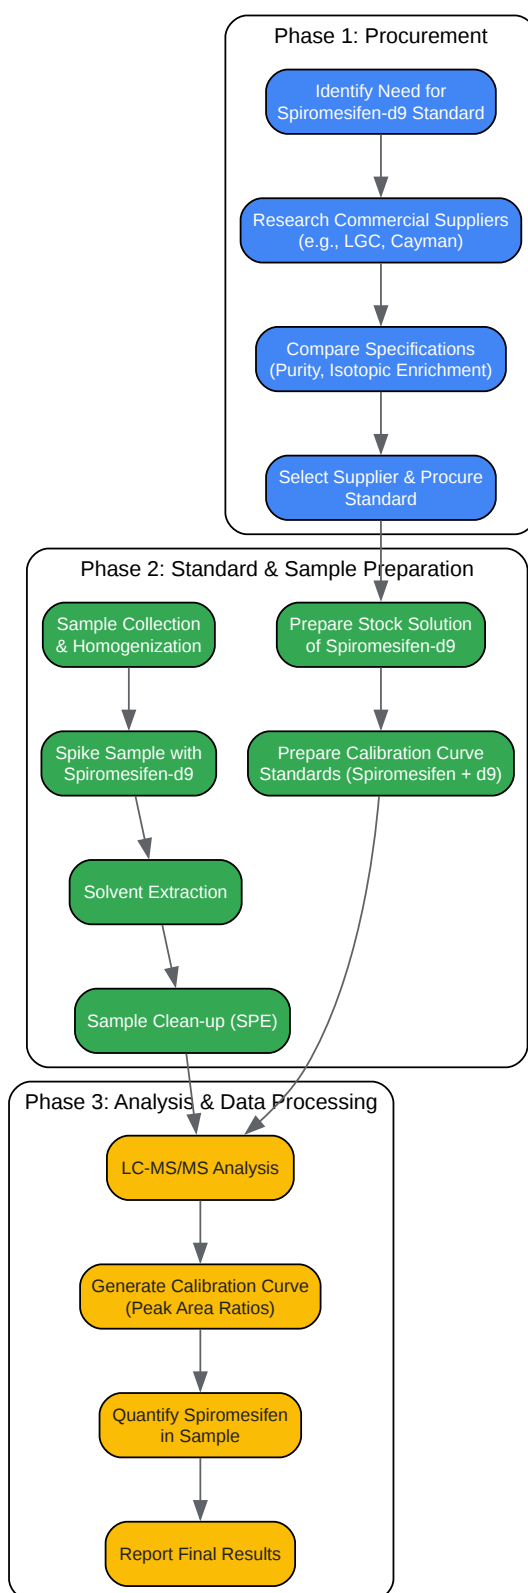 Phase 1: Procurement
Identify Need for
Spiromesifen-d9 Standard
Research Commercial Suppliers
(e.g., LGC, Cayman)
Compare Specifications
(Purity, Isotopic Enrichment)
Select Supplier & Procure
Standard
Phase 2: Standard & Sample Preparation
Sample Collection
& Homogenization
Prepare Stock Solution
of Spiromesifen-d9
Spike Sample with
Spiromesifen-d9
Prepare Calibration Curve
Standards (Spiromesifen + d9)
Solvent Extraction
Sample Clean-up (SPE)
Phase 3: Analysis & Data Processing
LC-MS/MS Analysis
Generate Calibration Curve
(Peak Area Ratios)
Quantify Spiromesifen
in Sample
Report Final Results